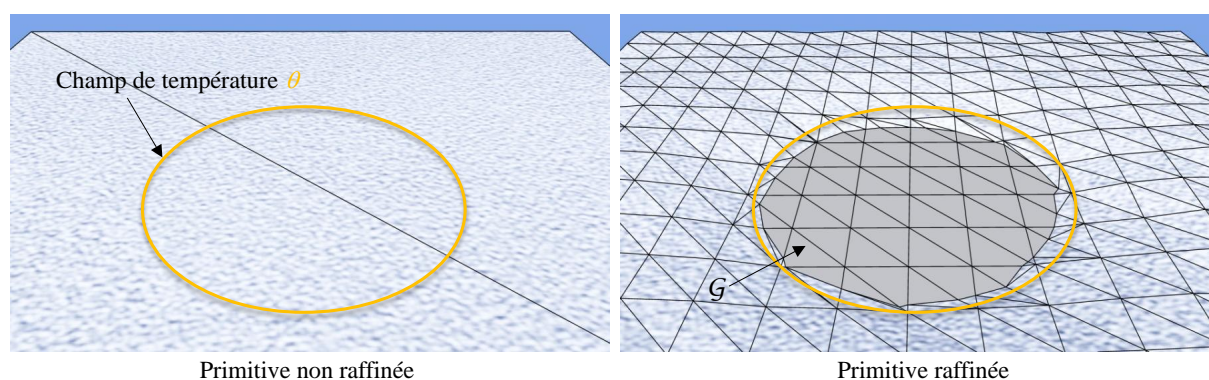 Champ de température θ
𝒢
Primitive non raffinée
Primitive raffinée